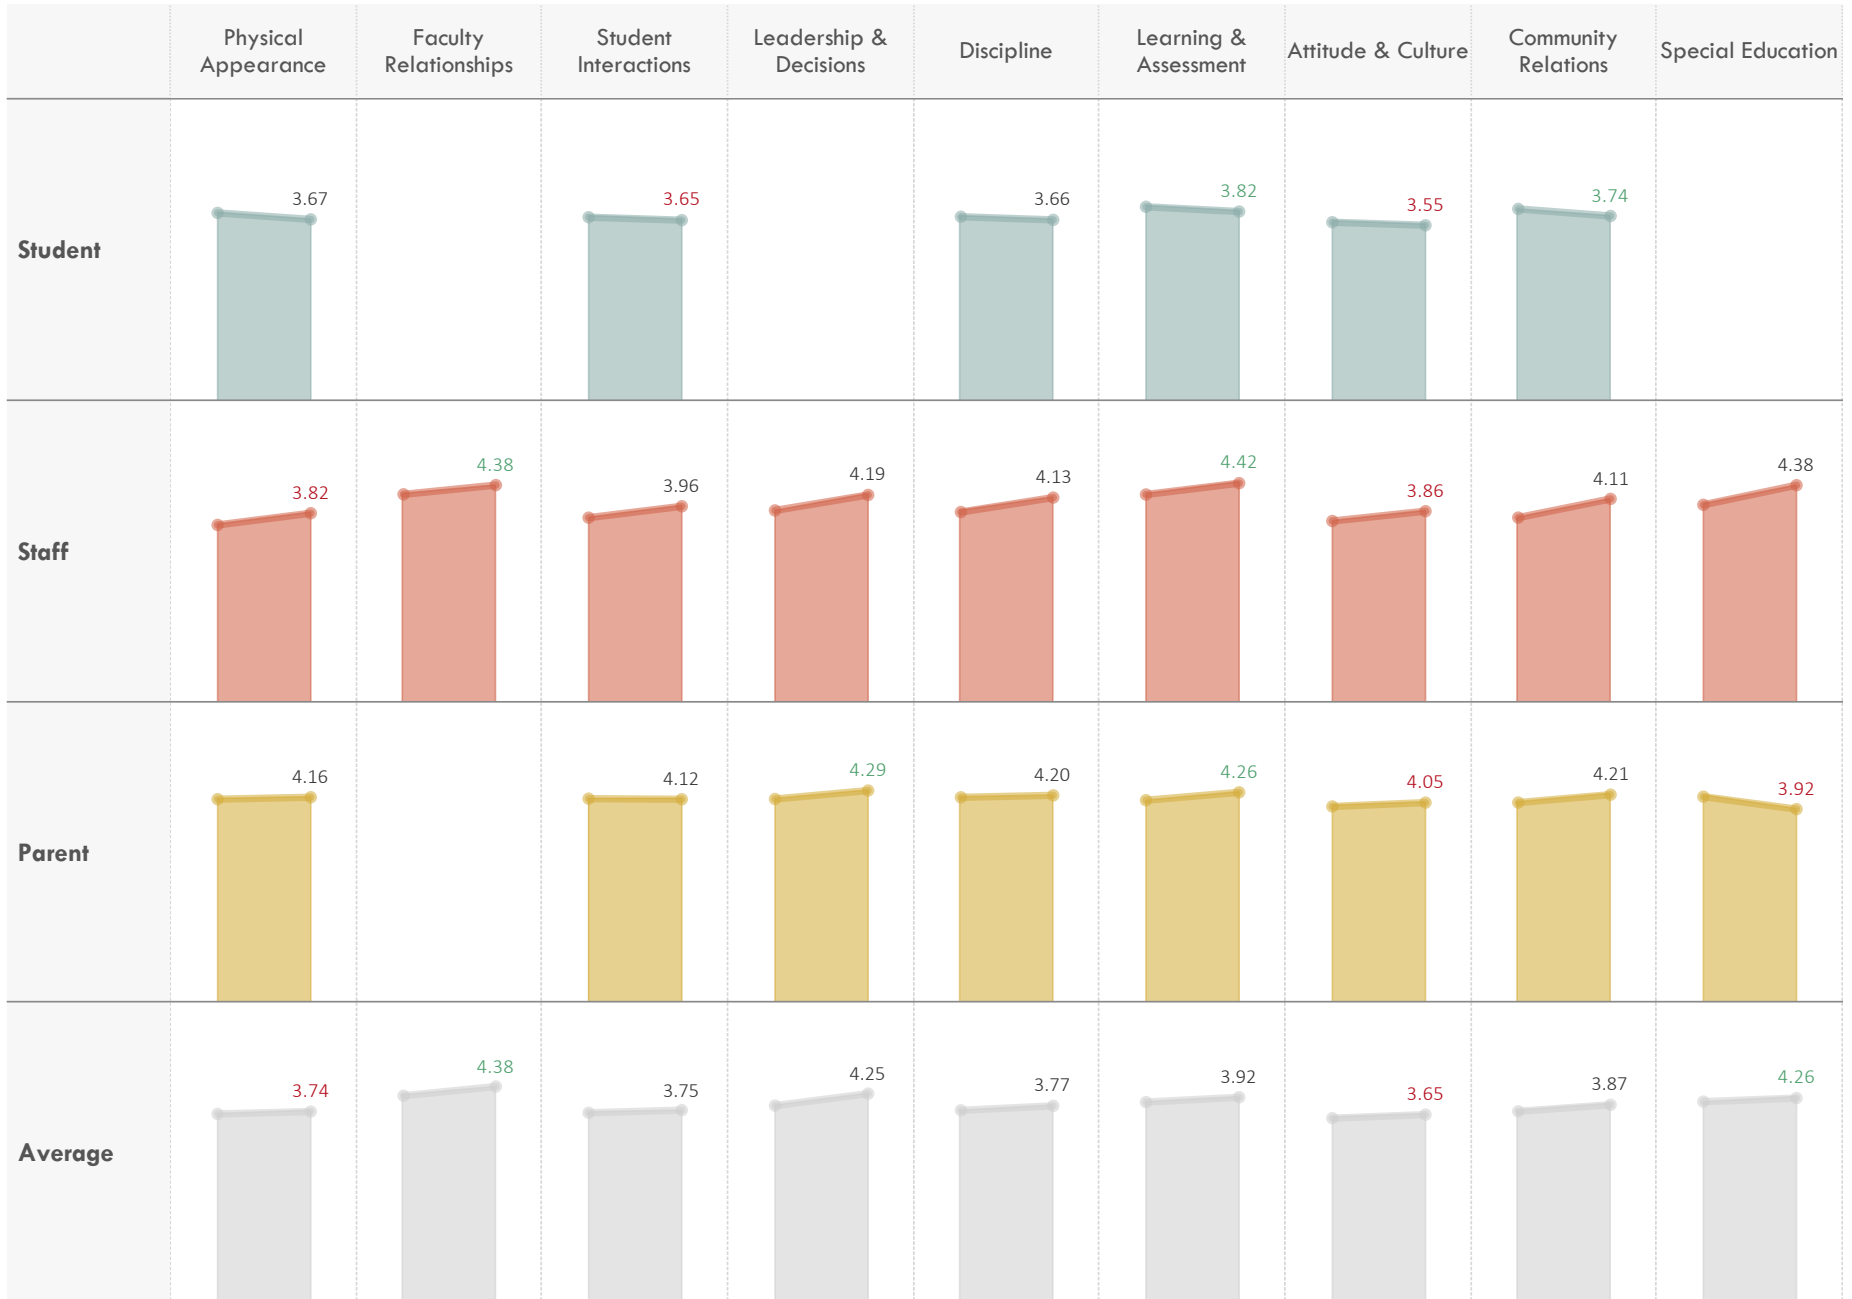 Physical
Appearance
Faculty
Relationships
Student
Interactions
Leadership &
Decisions
Discipline
Learning &
Assessment
Attitude & Culture
Community
Relations
Special Education
Student
3.67
3.65
3.66
3.82
3.55
3.74
Staff
3.82
4.38
3.96
4.19
4.13
4.42
3.86
4.11
4.38
Parent
4.16
4.12
4.29
4.20
4.26
4.05
4.21
3.92
Average
3.74
4.38
3.75
4.25
3.77
3.92
3.65
3.87
4.26